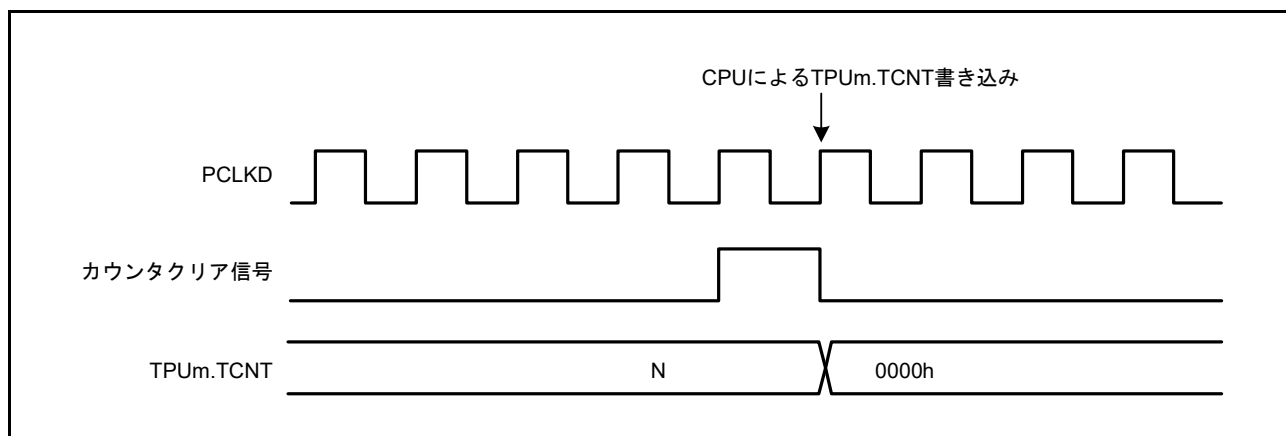 CPUによるTPUm.TCNT書き込み
PCLKD
カウンタクリア信号
TPUm.TCNT
N
0000h